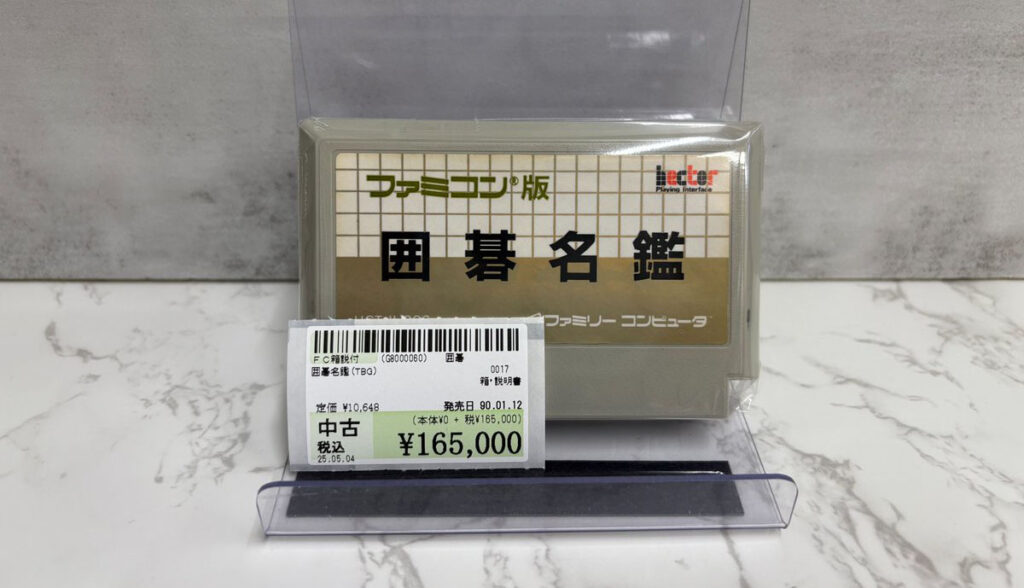 ファミコン®版
hector
Playing Interface
囲碁名鑑
ファミリー コンピュータ
FC箱説付 (G8000060) 囲碁
囲碁名鑑(TBG) 0017
箱・説明書
定価 ¥10,648 発売日 90.01.12
(本体¥0 + 税¥165,000)
中古
税込 ¥165,000
25.05.04